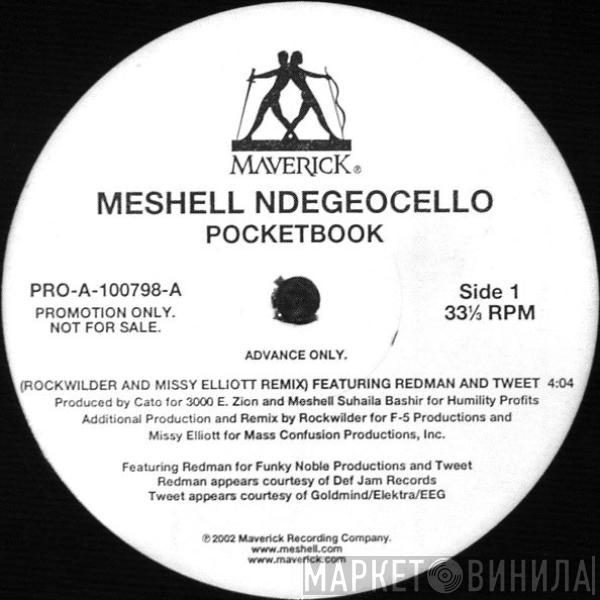 MAVERICK®
MESHELL NDEGEOCELLO
POCKETBOOK
PRO-A-100798-A
PROMOTION ONLY.
NOT FOR SALE.
Side 1
33⅓ RPM
ADVANCE ONLY.
(ROCKWILDER AND MISSY ELLIOTT REMIX) FEATURING REDMAN AND TWEET 4:04
Produced by Cato for 3000 E. Zion and Meshell Suhaila Bashir for Humility Profits
Additional Production and Remix by Rockwilder for F-5 Productions and
Missy Elliott for Mass Confusion Productions, Inc.
Featuring Redman for Funky Noble Productions and Tweet
Redman appears courtesy of Def Jam Records
Tweet appears courtesy of Goldmind/Elektra/EEG
℗2002 Maverick Recording Company.
www.meshell.com
www.maverick.com
МАРКЕТ ВИНИЛА